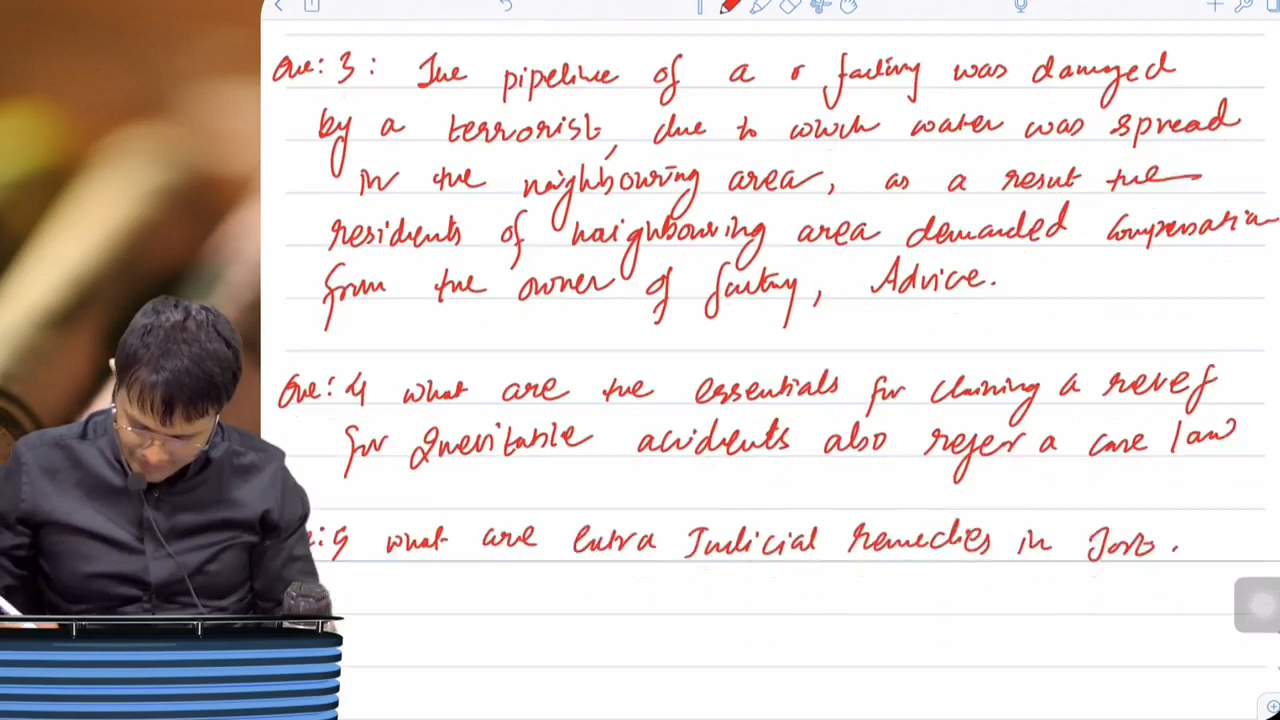 Que: 3: The pipeline of a factory was damaged
by a terrorist, due to which water was spread
in the neighbouring area, as a result the
residents of neighbouring area demanded compensation
from the owner of factory, Advice.
Que: 4 what are the essentials for claiming a relief
for Inevitable accidents also refer a case law
:5 what are extra Judicial remedies in Torts.